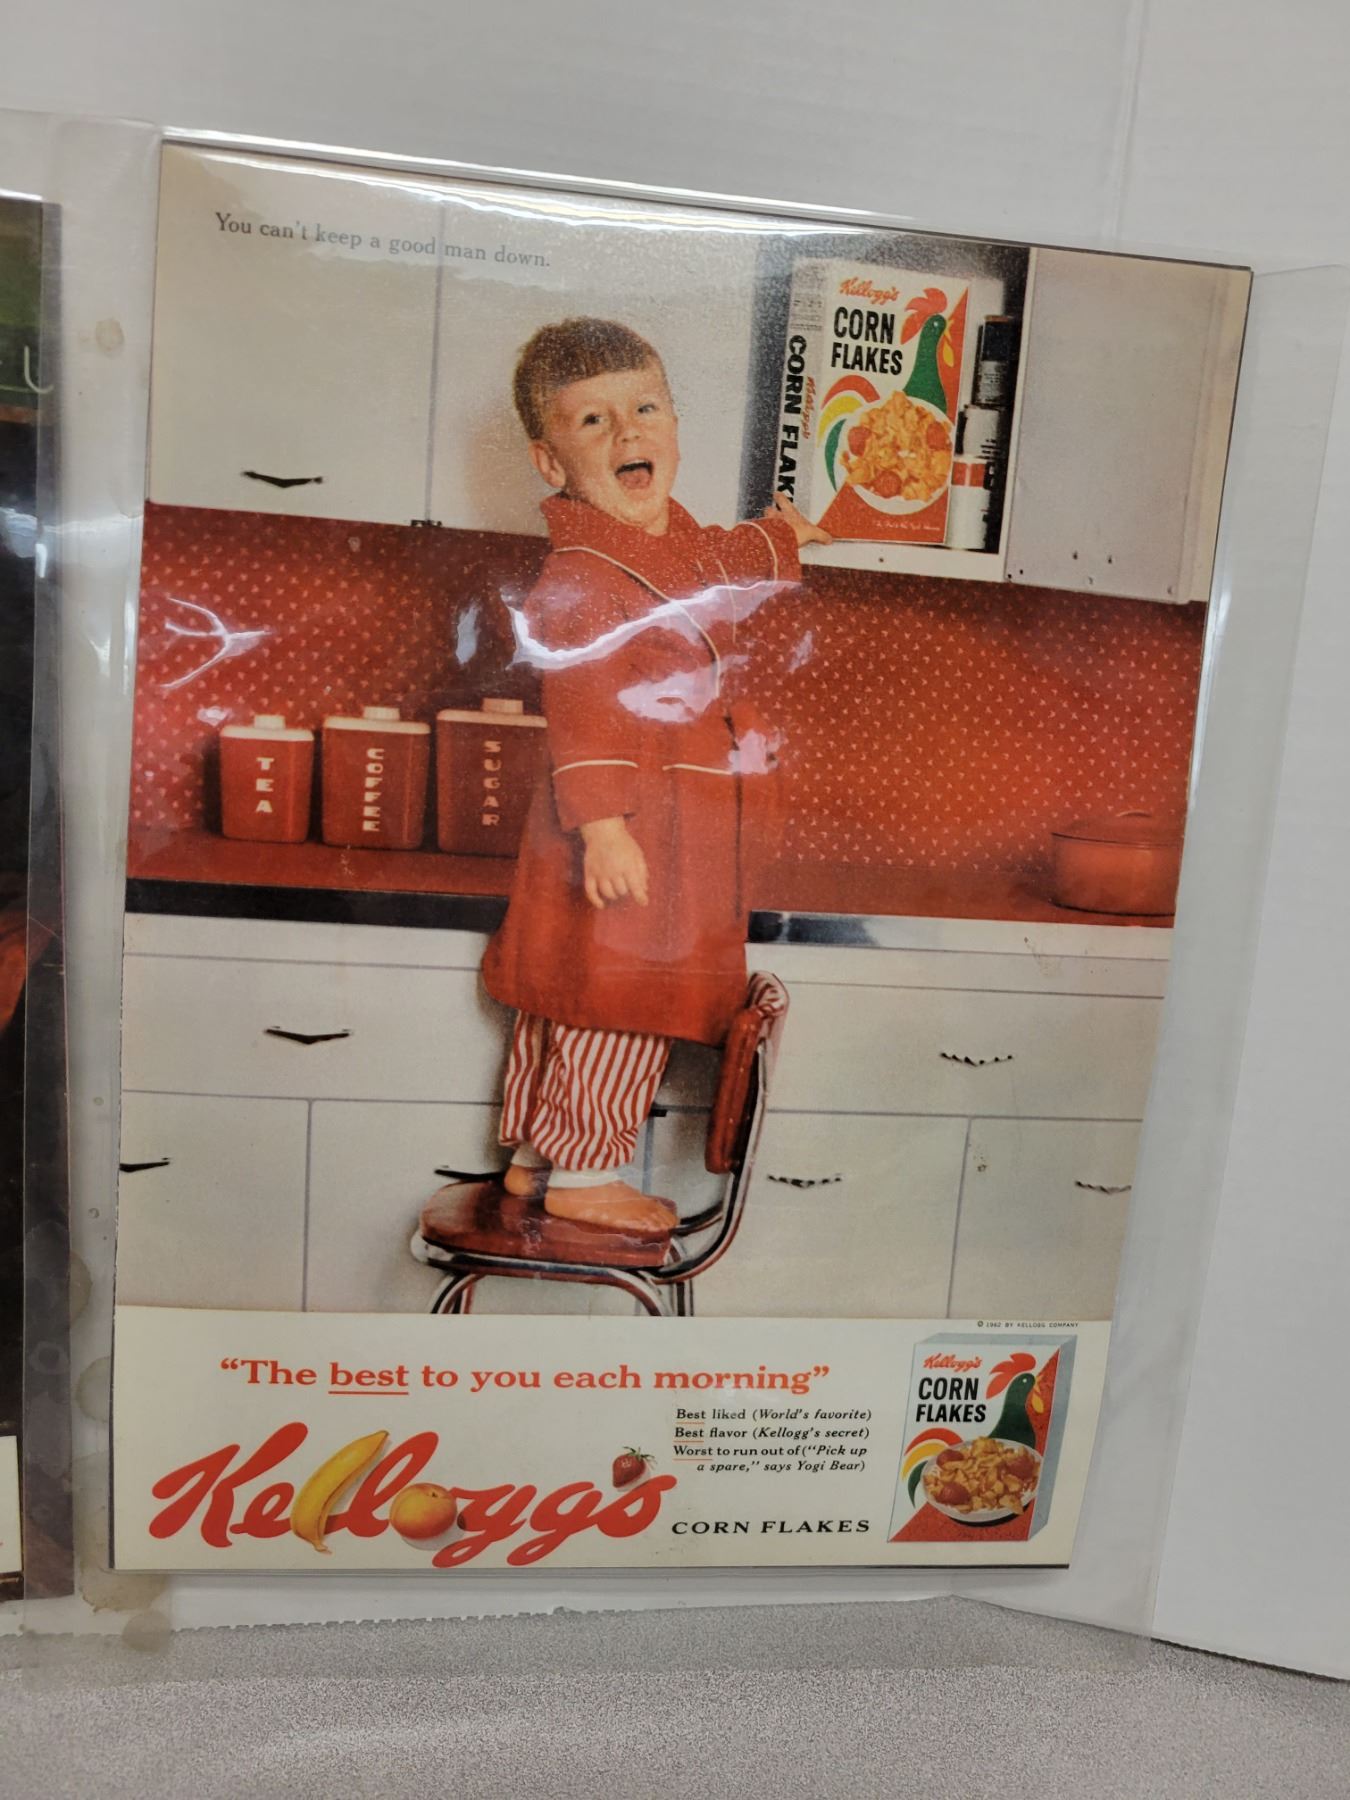 You can't keep a good man down.
Kellogg's
CORN
FLAKES
Kellogg's
CORN FLAK
TEA
COFFEE
SUGAR
© 1962 BY KELLOGG COMPANY
“The best to you each morning”
Best liked (World's favorite)
Best flavor (Kellogg's secret)
Worst to run out of (“Pick up
a spare,” says Yogi Bear)
Kellogg's
CORN FLAKES
Kellogg's
CORN
FLAKES